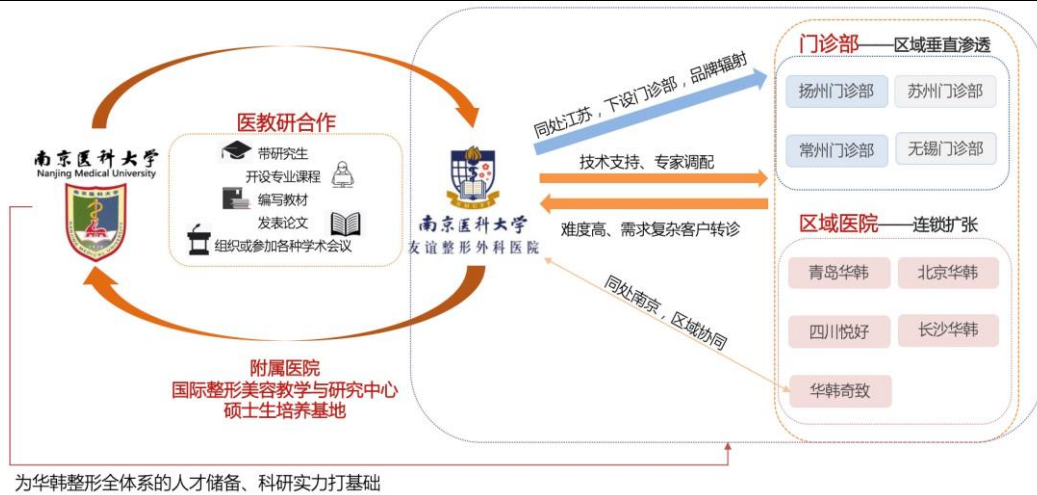 南京医科大学
Nanjing Medical University
医教研合作
带研究生
开设专业课程
编写教材
发表论文
组织或参加各种学术会议
附属医院
国际整形美容教学与研究中心
硕士生培养基地
南京医科大学
友谊整形外科医院
同处江苏，下设门诊部，品牌辐射
技术支持、专家调配
难度高、需求复杂客户转诊
同处南京，区域协同
门诊部——区域垂直渗透
扬州门诊部
苏州门诊部
常州门诊部
无锡门诊部
区域医院——连锁扩张
青岛华韩
北京华韩
四川悦好
长沙华韩
华韩奇致
为华韩整形全体系的人才储备、科研实力打基础